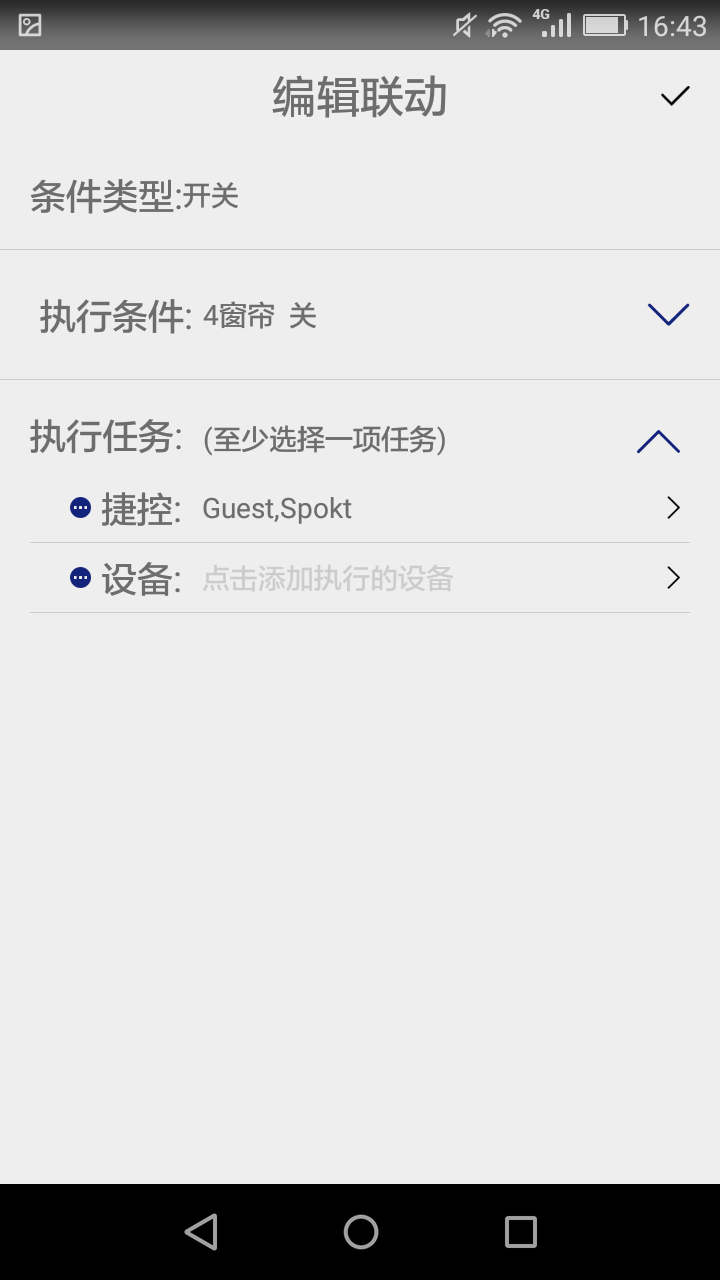 4G 16:43
编辑联动
条件类型:开关
执行条件: 4窗帘 关
执行任务: (至少选择一项任务)
捷控: Guest,Spokt
设备: 点击添加执行的设备